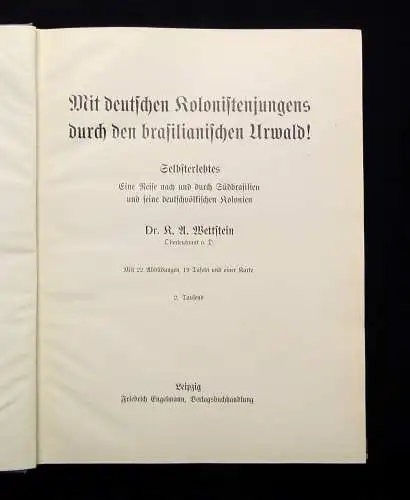 Mit deutschen Kolonistenjungens
durch den brasilianischen Urwald!
Selbsterlebtes
Eine Reise nach und durch Südbrasilien
und seine deutschvölkischen Kolonien
Dr. K. A. Wettstein
Oberleutnant a. D.
Mit 22 Abbildungen, 19 Tafeln und einer Karte
2. Tausend
Leipzig
Friedrich Engelmann, Verlagsbuchhandlung